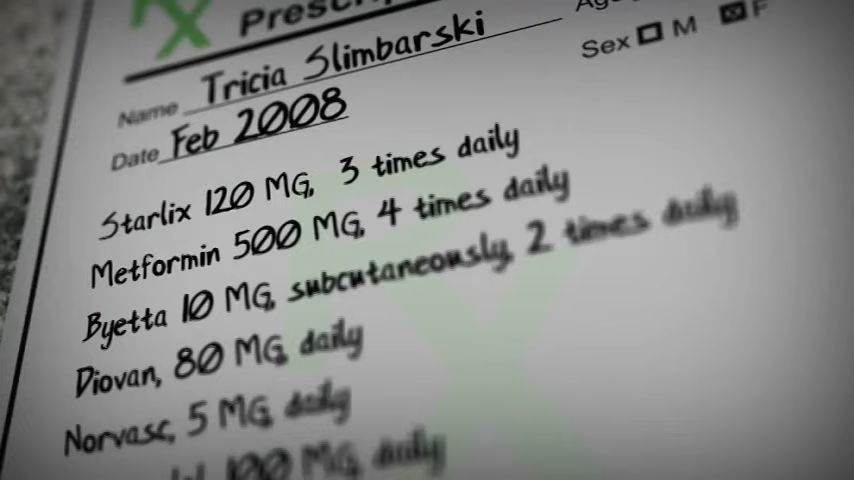 Rx
Name Tricia Slimbarski
Sex M F
Date Feb 2008
Starlix 120 MG, 3 times daily
Metformin 500 MG, 4 times daily
Byetta 10 MG, subcutaneously, 2 times daily
Diovan, 80 MG, daily
Norvasc, 5 MG, daily
100 MG, daily